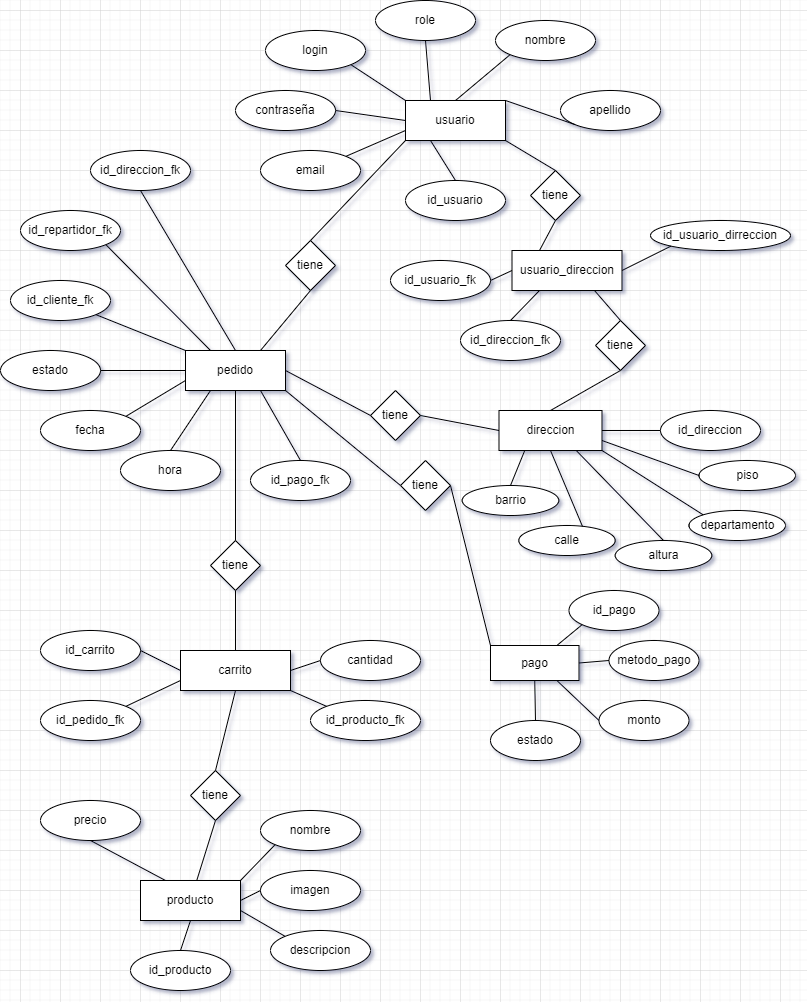 role
login
nombre
contraseña
usuario
apellido
email
id_direccion_fk
id_usuario
tiene
id_repartidor_fk
id_usuario_dirreccion
tiene
usuario_direccion
id_usuario_fk
id_cliente_fk
id_direccion_fk
tiene
estado
pedido
tiene
fecha
direccion
id_direccion
hora
id_pago_fk
tiene
piso
barrio
departamento
calle
altura
tiene
id_pago
id_carrito
cantidad
metodo_pago
carrito
pago
id_pedido_fk
id_producto_fk
monto
estado
tiene
precio
nombre
imagen
producto
descripcion
id_producto